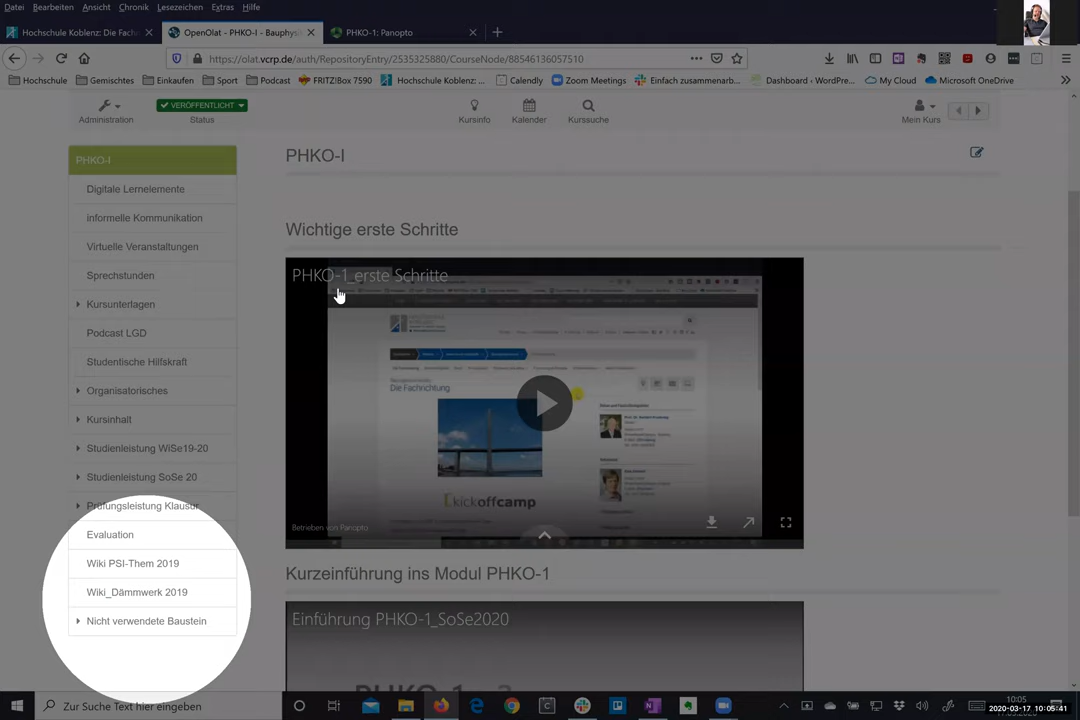 Datei Bearbeiten Ansicht Chronik Lesezeichen Extras Hilfe
Hochschule Koblenz: Die Fach
OpenOlat - PHKO-I - Bauphysi
PHKO-1: Panopto
https://olat.vcrp.de/auth/RepositoryEntry/2535325880/CourseNode/88546136057510
Hochschule Gemischtes Einkaufen Sport Podcast FRITZ!Box 7590 Hochschule Koblenz: ... Calendly Zoom Meetings Einfach zusammenarb... Dashboard ‹ WordPre... My Cloud Microsoft OneDrive
Administration
VERÖFFENTLICHT
Status
Kursinfo
Kalender
Kurssuche
Mein Kurs
PHKO-I
Digitale Lernelemente
informelle Kommunikation
Virtuelle Veranstaltungen
Sprechstunden
Kursunterlagen
Podcast LGD
Studentische Hilfskraft
Organisatorisches
Kursinhalt
Studienleistung WiSe19-20
Studienleistung SoSe 20
Prüfungsleistung Klausur
Evaluation
Wiki PSI-Them 2019
Wiki_Dämmwerk 2019
Nicht verwendete Baustein
PHKO-I
Wichtige erste Schritte
PHKO-1_erste Schritte
Die Fachrichtung
kickoffcamp
Betrieben von Panopto
Kurzeinführung ins Modul PHKO-1
Einführung PHKO-1_SoSe2020
Zur Suche Text hier eingeben
10:05
2020-03-17 10:05:41